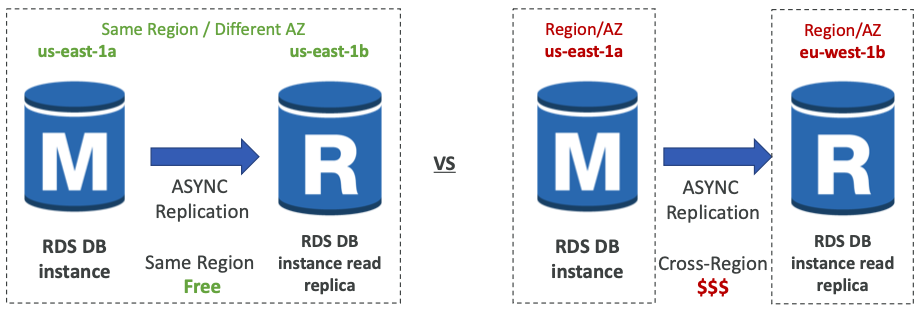 Same Region / Different AZ
us-east-1a
us-east-1b
M
R
ASYNC
Replication
RDS DB
instance
RDS DB
instance read
replica
Same Region
Free
VS
Region/AZ
us-east-1a
Region/AZ
eu-west-1b
M
R
ASYNC
Replication
RDS DB
instance
RDS DB
instance read
replica
Cross-Region
$$$